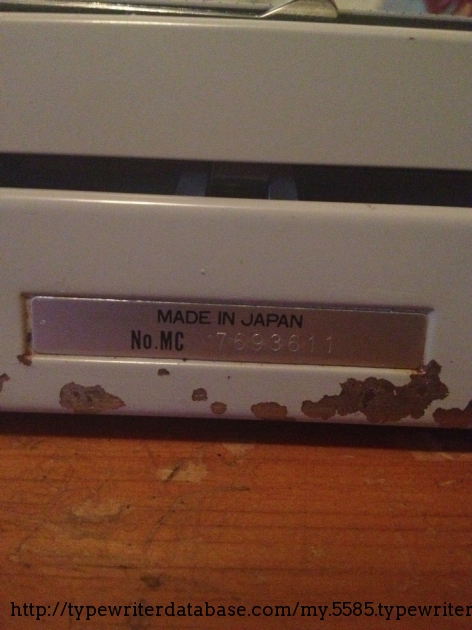 MADE IN JAPAN
No.MC 7693611
http://typewriterdatabase.com/my.5585.typewriter